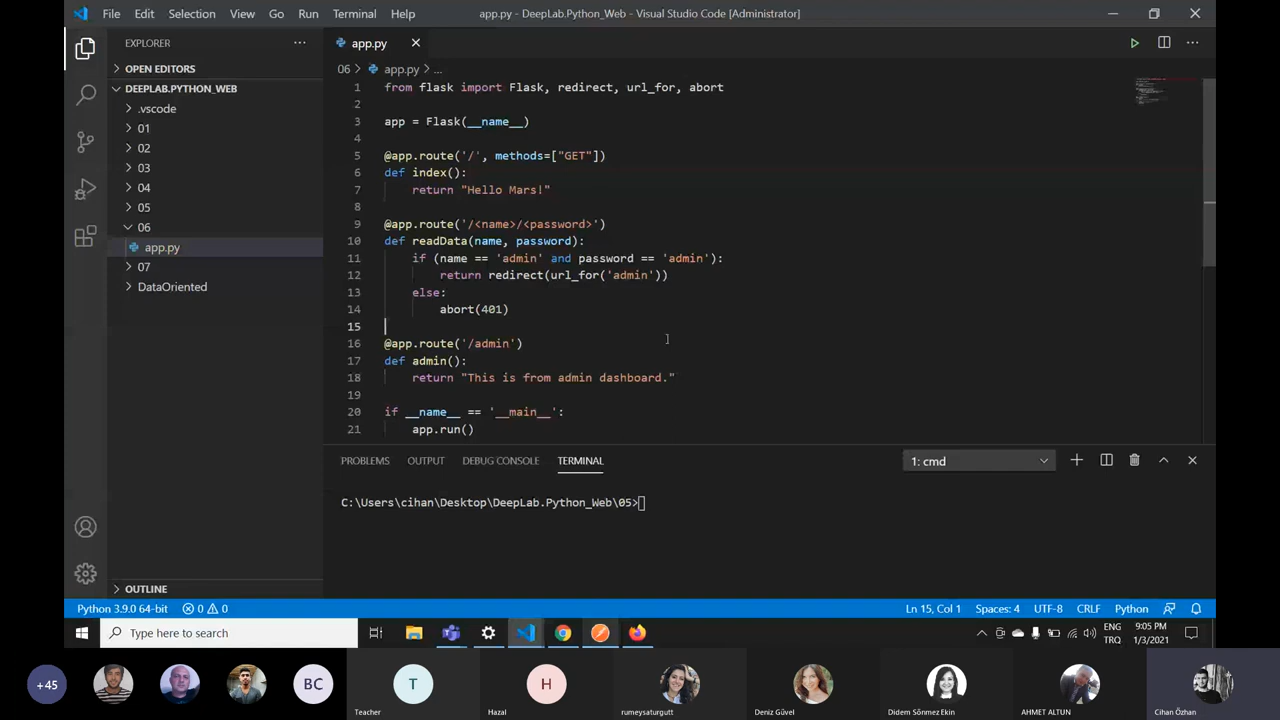 File Edit Selection View Go Run Terminal Help
app.py - DeepLab.Python_Web - Visual Studio Code [Administrator]
EXPLORER
OPEN EDITORS
DEEPLAB.PYTHON_WEB
.vscode
01
02
03
04
05
06
app.py
07
DataOriented
OUTLINE
app.py
06 > app.py > ...
1 from flask import Flask, redirect, url_for, abort
2
3 app = Flask(__name__)
4
5 @app.route('/', methods=["GET"])
6 def index():
7 return "Hello Mars!"
8
9 @app.route('/<name>/<password>')
10 def readData(name, password):
11 if (name == 'admin' and password == 'admin'):
12 return redirect(url_for('admin'))
13 else:
14 abort(401)
15
16 @app.route('/admin')
17 def admin():
18 return "This is from admin dashboard."
19
20 if __name__ == '__main__':
21 app.run()
PROBLEMS OUTPUT DEBUG CONSOLE TERMINAL
1: cmd
C:\Users\cihan\Desktop\DeepLab.Python_Web\05>
Python 3.9.0 64-bit 0 0
Ln 15, Col 1 Spaces: 4 UTF-8 CRLF Python
Type here to search
ENG
TRQ
9:05 PM
1/3/2021
+45
BC
T
Teacher
H
Hazal
rumeysaturgutt
Deniz Güvel
Didem Sönmez Ekin
AHMET ALTUN
Cihan Özhan